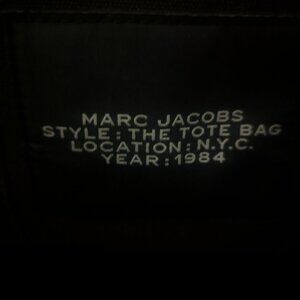 MARC JACOBS
STYLE: THE TOTE BAG
LOCATION: N.Y.C.
YEAR: 1984